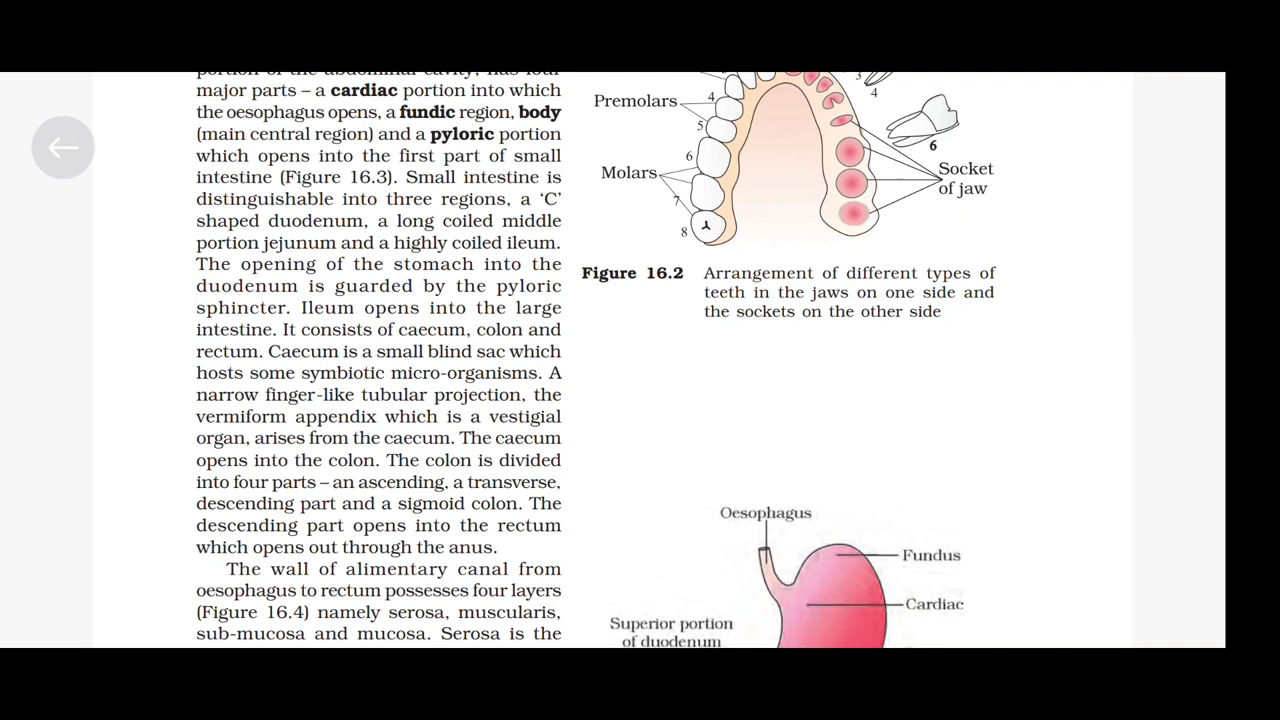 portion of the abdominal cavity, has four
major parts – a cardiac portion into which
the oesophagus opens, a fundic region, body
(main central region) and a pyloric portion
which opens into the first part of small
intestine (Figure 16.3). Small intestine is
distinguishable into three regions, a ‘C’
shaped duodenum, a long coiled middle
portion jejunum and a highly coiled ileum.
The opening of the stomach into the
duodenum is guarded by the pyloric
sphincter. Ileum opens into the large
intestine. It consists of caecum, colon and
rectum. Caecum is a small blind sac which
hosts some symbiotic micro-organisms. A
narrow finger-like tubular projection, the
vermiform appendix which is a vestigial
organ, arises from the caecum. The caecum
opens into the colon. The colon is divided
into four parts – an ascending, a transverse,
descending part and a sigmoid colon. The
descending part opens into the rectum
which opens out through the anus.
The wall of alimentary canal from
oesophagus to rectum possesses four layers
(Figure 16.4) namely serosa, muscularis,
sub-mucosa and mucosa. Serosa is the
3
4
Premolars
4
5
6
6
Molars
7
8
Socket
of jaw
Figure 16.2 Arrangement of different types of
teeth in the jaws on one side and
the sockets on the other side
Oesophagus
Fundus
Cardiac
Superior portion
of duodenum